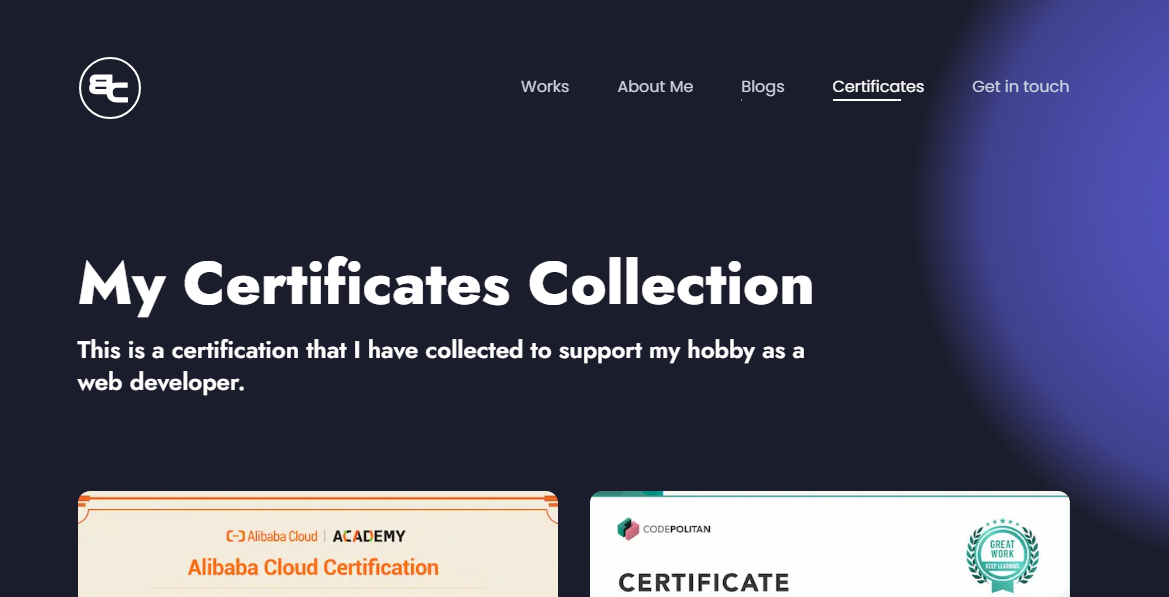 BC
Works About Me Blogs Certificates Get in touch
My Certificates Collection
This is a certification that I have collected to support my hobby as a
web developer.
Alibaba Cloud | ACADEMY
Alibaba Cloud Certification
CODEPOLITAN
CERTIFICATE
GREAT
WORK
KEEP LEARNING